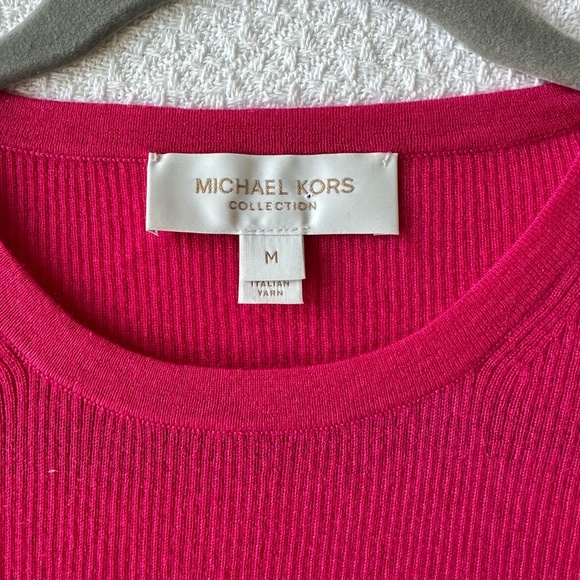 MICHAEL KORS
COLLECTION
M
ITALIAN
YARN